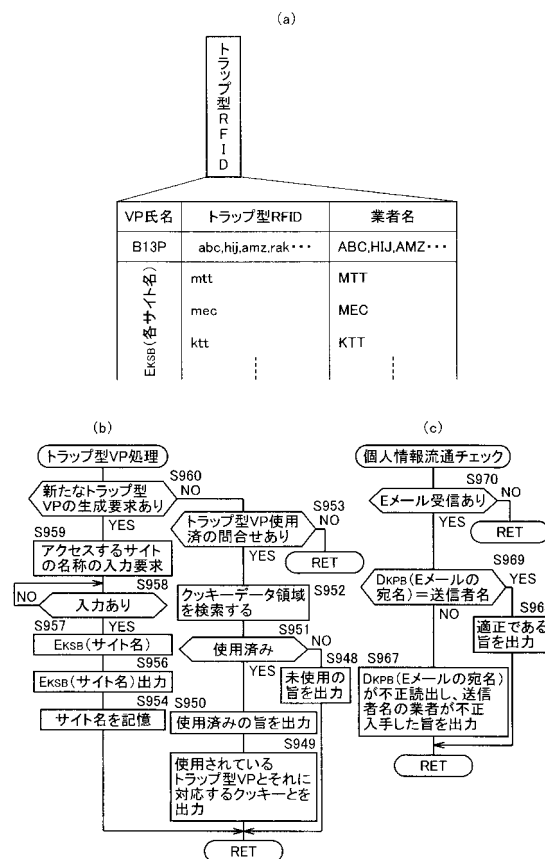 (a)
トラップ型RFID
VP氏名 トラップ型RFID 業者名
B13P abc,hij,amz,rak・・・ ABC,HIJ,AMZ・・・
EKSB(各サイト名)
mtt MTT
mec MEC
ktt KTT
(b)
トラップ型VP処理
S960
新たなトラップ型
VPの生成要求あり
NO
YES
S959
アクセスするサイト
の名称の入力要求
S958
NO
入力あり
YES
S957
EKSB(サイト名)
S956
EKSB(サイト名)出力
S954
サイト名を記憶
S953
トラップ型VP使用
済の問合せあり
NO
YES
RET
S952
クッキーデータ領域
を検索する
S951
使用済み
NO
YES
S948
未使用の
旨を出力
S950
使用済みの旨を出力
S949
使用されている
トラップ型VPとそれに
対応するクッキーとを
出力
RET
(c)
個人情報流通チェック
S970
Eメール受信あり
NO
YES
RET
S969
DKPB(Eメールの
宛名)=送信者名
YES
NO
適正である
旨を出力
S967
DKPB(Eメールの宛名)
が不正読出し、送信
者名の業者が不正
入手した旨を出力
RET